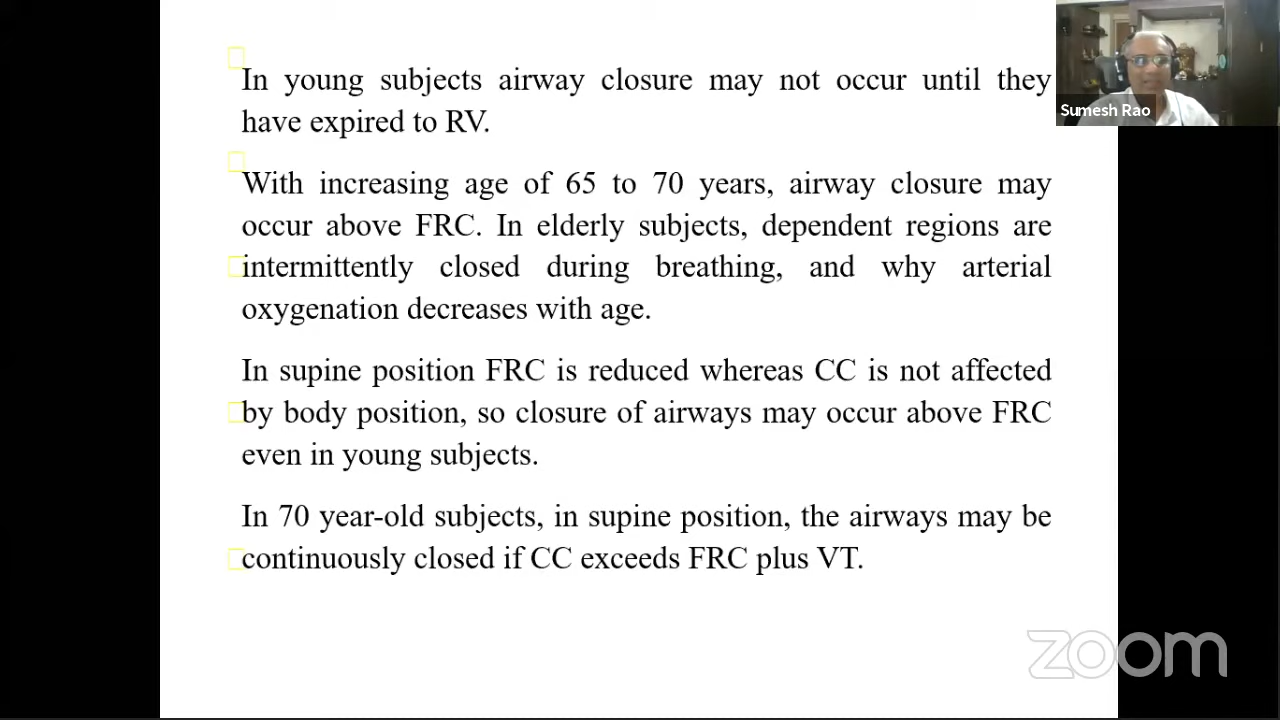 In young subjects airway closure may not occur until they
have expired to RV.
With increasing age of 65 to 70 years, airway closure may
occur above FRC. In elderly subjects, dependent regions are
intermittently closed during breathing, and why arterial
oxygenation decreases with age.
In supine position FRC is reduced whereas CC is not affected
by body position, so closure of airways may occur above FRC
even in young subjects.
In 70 year-old subjects, in supine position, the airways may be
continuously closed if CC exceeds FRC plus VT.
Sumesh Rao
zoom